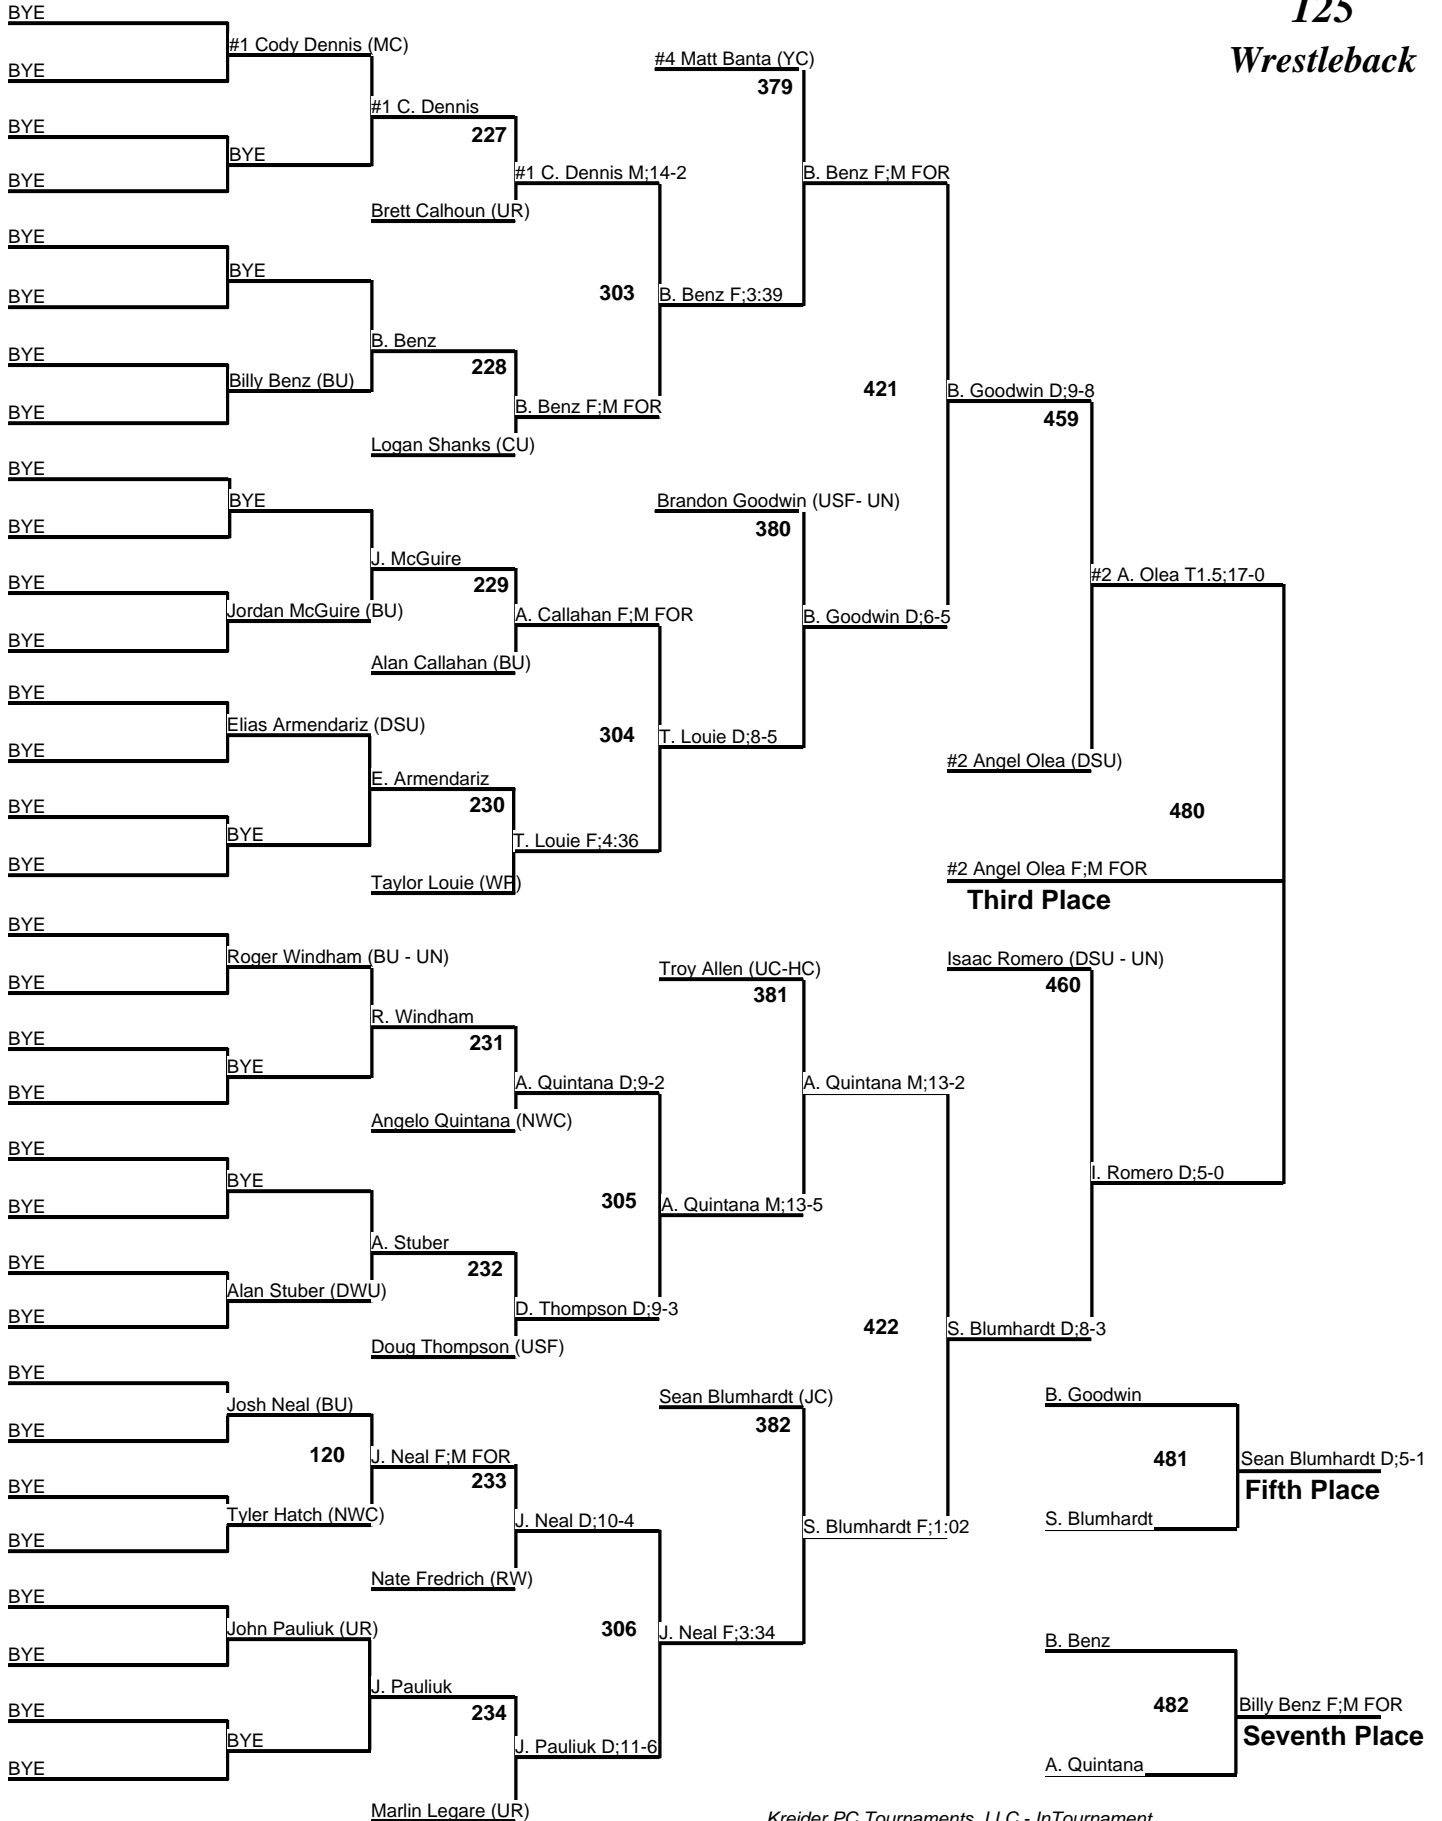 125
Wrestleback
BYE
#1 Cody Dennis (MC)
#4 Matt Banta (YC)
BYE
379
#1 C. Dennis
BYE
227
BYE
#1 C. Dennis M;14-2
B. Benz F;M FOR
BYE
Brett Calhoun (UR)
BYE
BYE
303
B. Benz F;3:39
BYE
B. Benz
BYE
228
Billy Benz (BU)
421
B. Goodwin D;9-8
B. Benz F;M FOR
BYE
459
Logan Shanks (CU)
BYE
BYE
Brandon Goodwin (USF- UN)
BYE
380
J. McGuire
#2 A. Olea T1.5;17-0
BYE
229
Jordan McGuire (BU)
A. Callahan F;M FOR
B. Goodwin D;6-5
BYE
Alan Callahan (BU)
BYE
Elias Armendariz (DSU)
304
T. Louie D;8-5
BYE
#2 Angel Olea (DSU)
E. Armendariz
BYE
230
480
BYE
T. Louie F;4:36
BYE
#2 Angel Olea F;M FOR
Taylor Louie (WP)
Third Place
BYE
Roger Windham (BU - UN)
Isaac Romero (DSU - UN)
Troy Allen (UC-HC)
BYE
460
381
R. Windham
BYE
231
BYE
A. Quintana D;9-2
A. Quintana M;13-2
BYE
Angelo Quintana (NWC)
BYE
BYE
I. Romero D;5-0
305
A. Quintana M;13-5
BYE
A. Stuber
BYE
232
Alan Stuber (DWU)
D. Thompson D;9-3
BYE
422
S. Blumhardt D;8-3
Doug Thompson (USF)
BYE
Josh Neal (BU)
Sean Blumhardt (JC)
B. Goodwin
BYE
382
120
J. Neal F;M FOR
481
Sean Blumhardt D;5-1
BYE
233
Fifth Place
Tyler Hatch (NWC)
J. Neal D;10-4
S. Blumhardt F;1:02
S. Blumhardt
BYE
Nate Fredrich (RW)
BYE
John Pauliuk (UR)
306
J. Neal F;3:34
B. Benz
BYE
J. Pauliuk
BYE
234
482
Billy Benz F;M FOR
BYE
J. Pauliuk D;11-6
Seventh Place
BYE
A. Quintana
Marlin Legare (UR)
Kreider PC Tournaments, LLC - InTournament